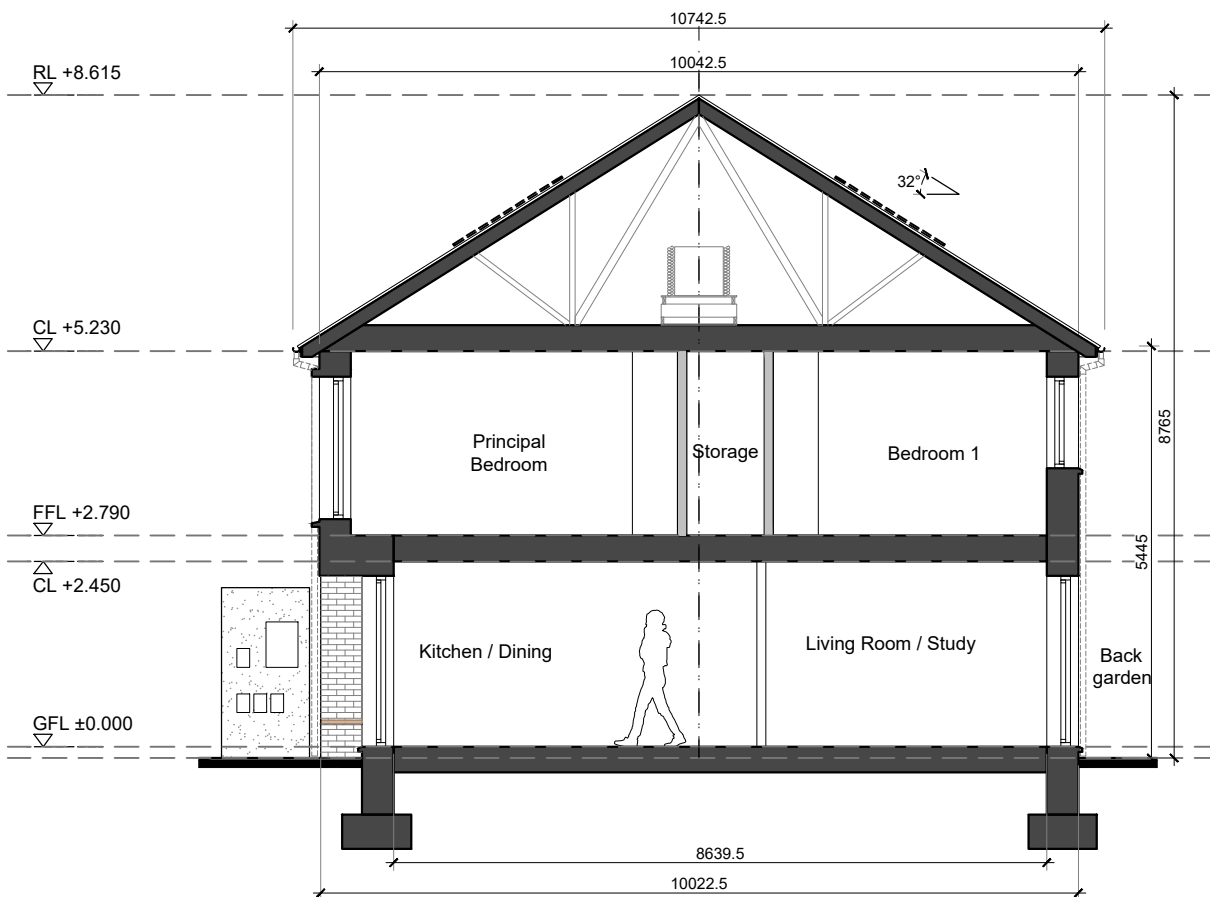 10742.5
RL +8.615
10042.5
32°
CL +5.230
Principal
Bedroom
Storage
Bedroom 1
8765
FFL +2.790
5445
CL +2.450
Kitchen / Dining
Living Room / Study
Back
garden
GFL ±0.000
8639.5
10022.5